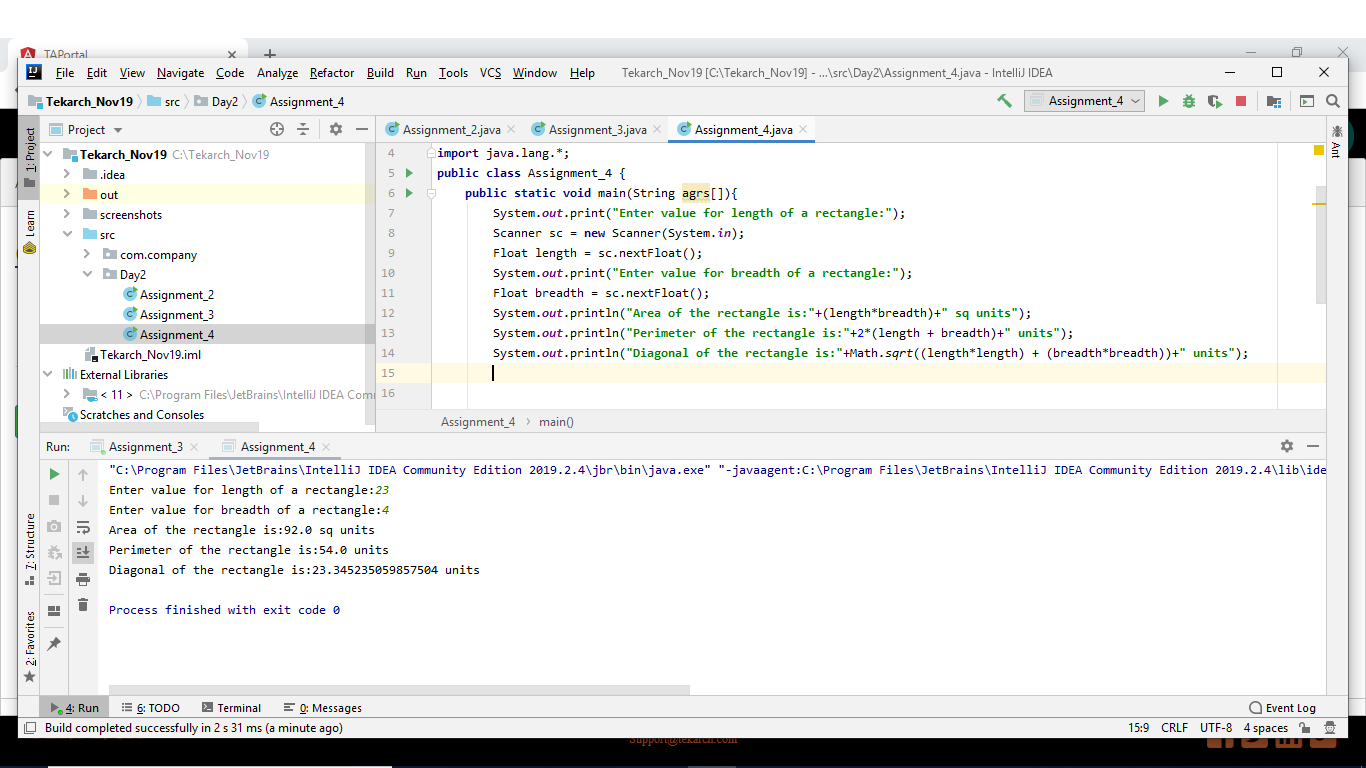 TAPortal
File Edit View Navigate Code Analyze Refactor Build Run Tools VCS Window Help Tekarch_Nov19 [C:\Tekarch_Nov19] - ...\src\Day2\Assignment_4.java - IntelliJ IDEA
Tekarch_Nov19 src Day2 Assignment_4 Assignment_4
Project Assignment_2.java Assignment_3.java Assignment_4.java
1: Project
Learn
Ant
Tekarch_Nov19 C:\Tekarch_Nov19
.idea
out
screenshots
src
com.company
Day2
Assignment_2
Assignment_3
Assignment_4
Tekarch_Nov19.iml
External Libraries
< 11 > C:\Program Files\JetBrains\IntelliJ IDEA Com
Scratches and Consoles
4 import java.lang.*;
5 public class Assignment_4 {
6 public static void main(String agrs[]){
7 System.out.print("Enter value for length of a rectangle:");
8 Scanner sc = new Scanner(System.in);
9 Float length = sc.nextFloat();
10 System.out.print("Enter value for breadth of a rectangle:");
11 Float breadth = sc.nextFloat();
12 System.out.println("Area of the rectangle is:"+(length*breadth)+" sq units");
13 System.out.println("Perimeter of the rectangle is:"+2*(length + breadth)+" units");
14 System.out.println("Diagonal of the rectangle is:"+Math.sqrt((length*length) + (breadth*breadth))+" units");
15
16
Assignment_4 main()
Run: Assignment_3 Assignment_4
"C:\Program Files\JetBrains\IntelliJ IDEA Community Edition 2019.2.4\jbr\bin\java.exe" "-javaagent:C:\Program Files\JetBrains\IntelliJ IDEA Community Edition 2019.2.4\lib\ide
Enter value for length of a rectangle:23
Enter value for breadth of a rectangle:4
Area of the rectangle is:92.0 sq units
Perimeter of the rectangle is:54.0 units
Diagonal of the rectangle is:23.345235059857504 units
Process finished with exit code 0
7: Structure
2: Favorites
4: Run 6: TODO Terminal 0: Messages Event Log
Build completed successfully in 2 s 31 ms (a minute ago) 15:9 CRLF UTF-8 4 spaces
Support@tekarch.com